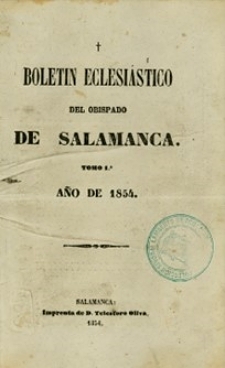 †
BOLETIN ECLESIÁSTICO
DEL OBISPADO
DE SALAMANCA.
TOMO 1.º
AÑO DE 1854.
SALAMANCA:
Imprenta de D. Telesforo Oliva.
1854.